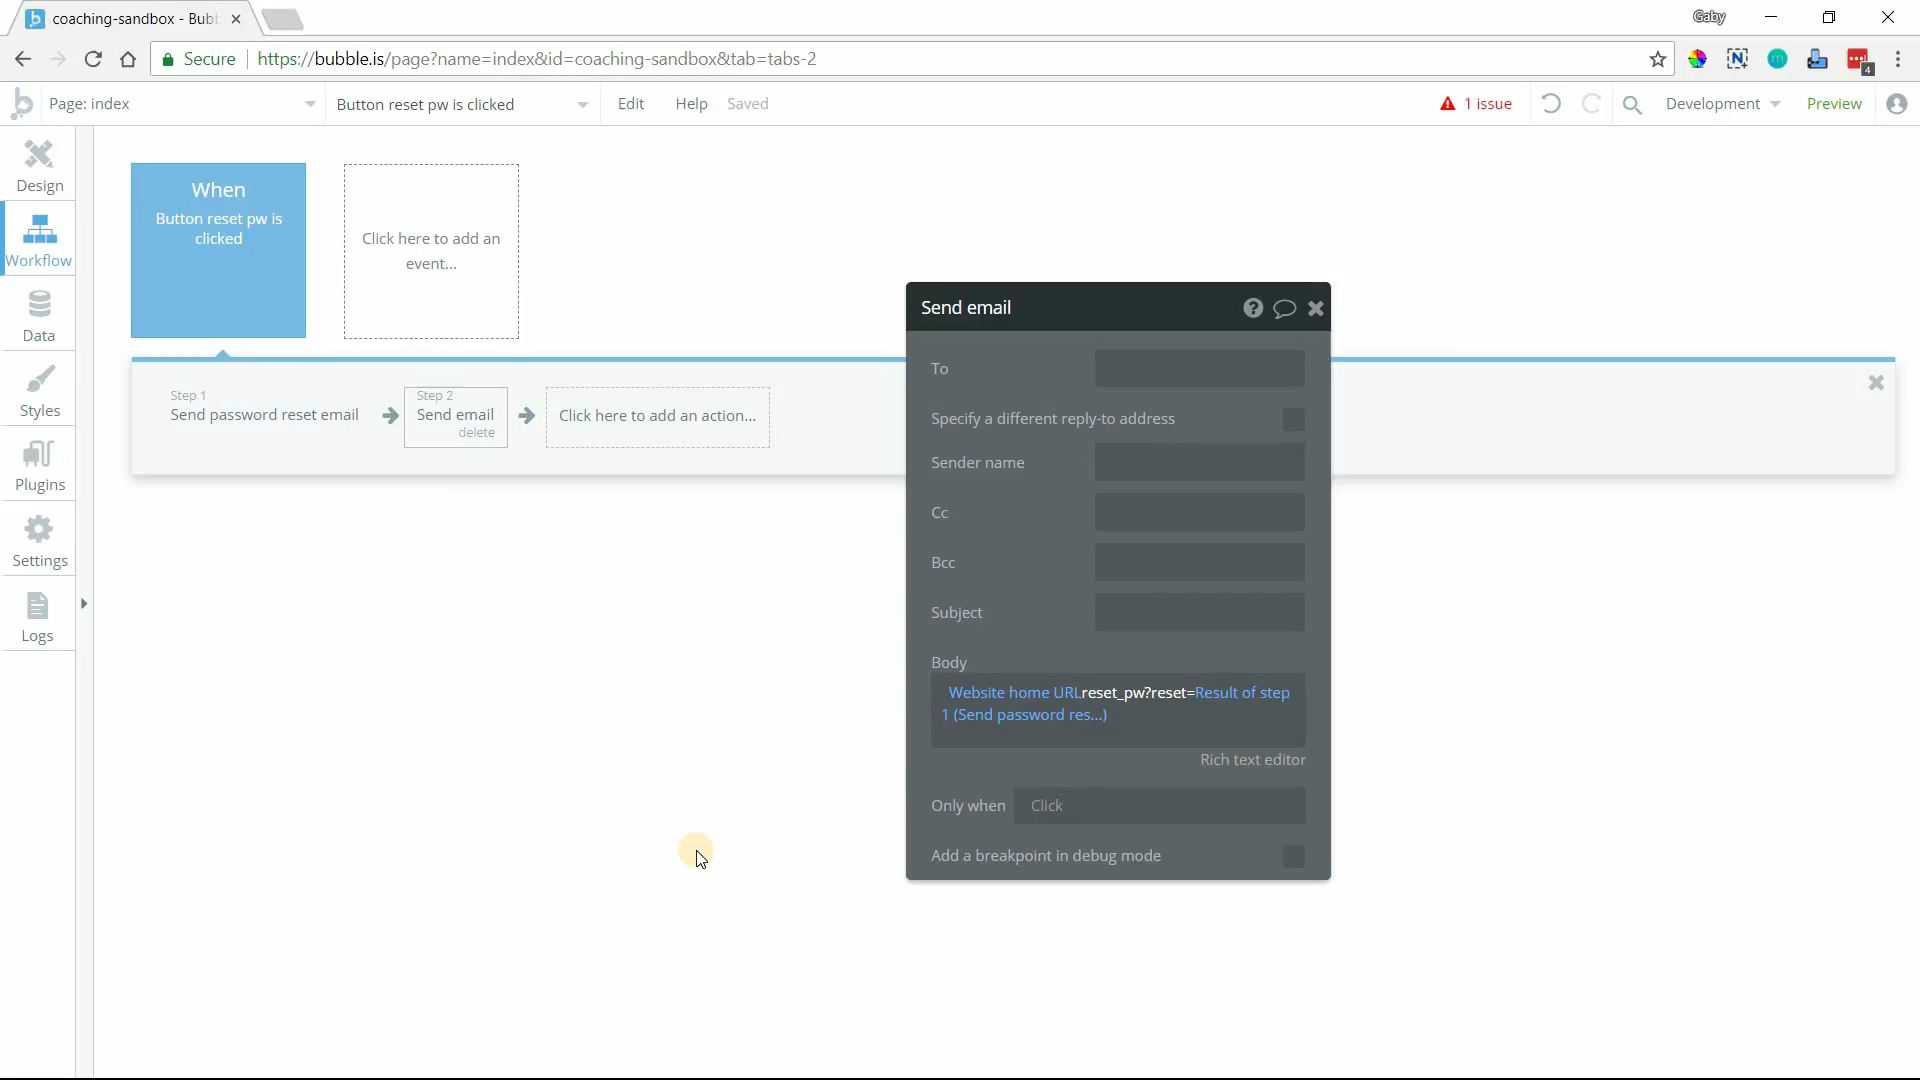 coaching-sandbox - Bubb
Gaby
Secure
https://bubble.is/page?name=index&id=coaching-sandbox&tab=tabs-2
4
Page: index
Button reset pw is clicked
Edit
Help
Saved
1 issue
Development
Preview
Design
Workflow
Data
Styles
Plugins
Settings
Logs
When
Button reset pw is
clicked
Click here to add an
event...
Step 1
Send password reset email
Step 2
Send email
delete
Click here to add an action...
Send email
To
Specify a different reply-to address
Sender name
Cc
Bcc
Subject
Body
Website home URLreset_pw?reset=Result of step
1 (Send password res...)
Rich text editor
Only when
Click
Add a breakpoint in debug mode